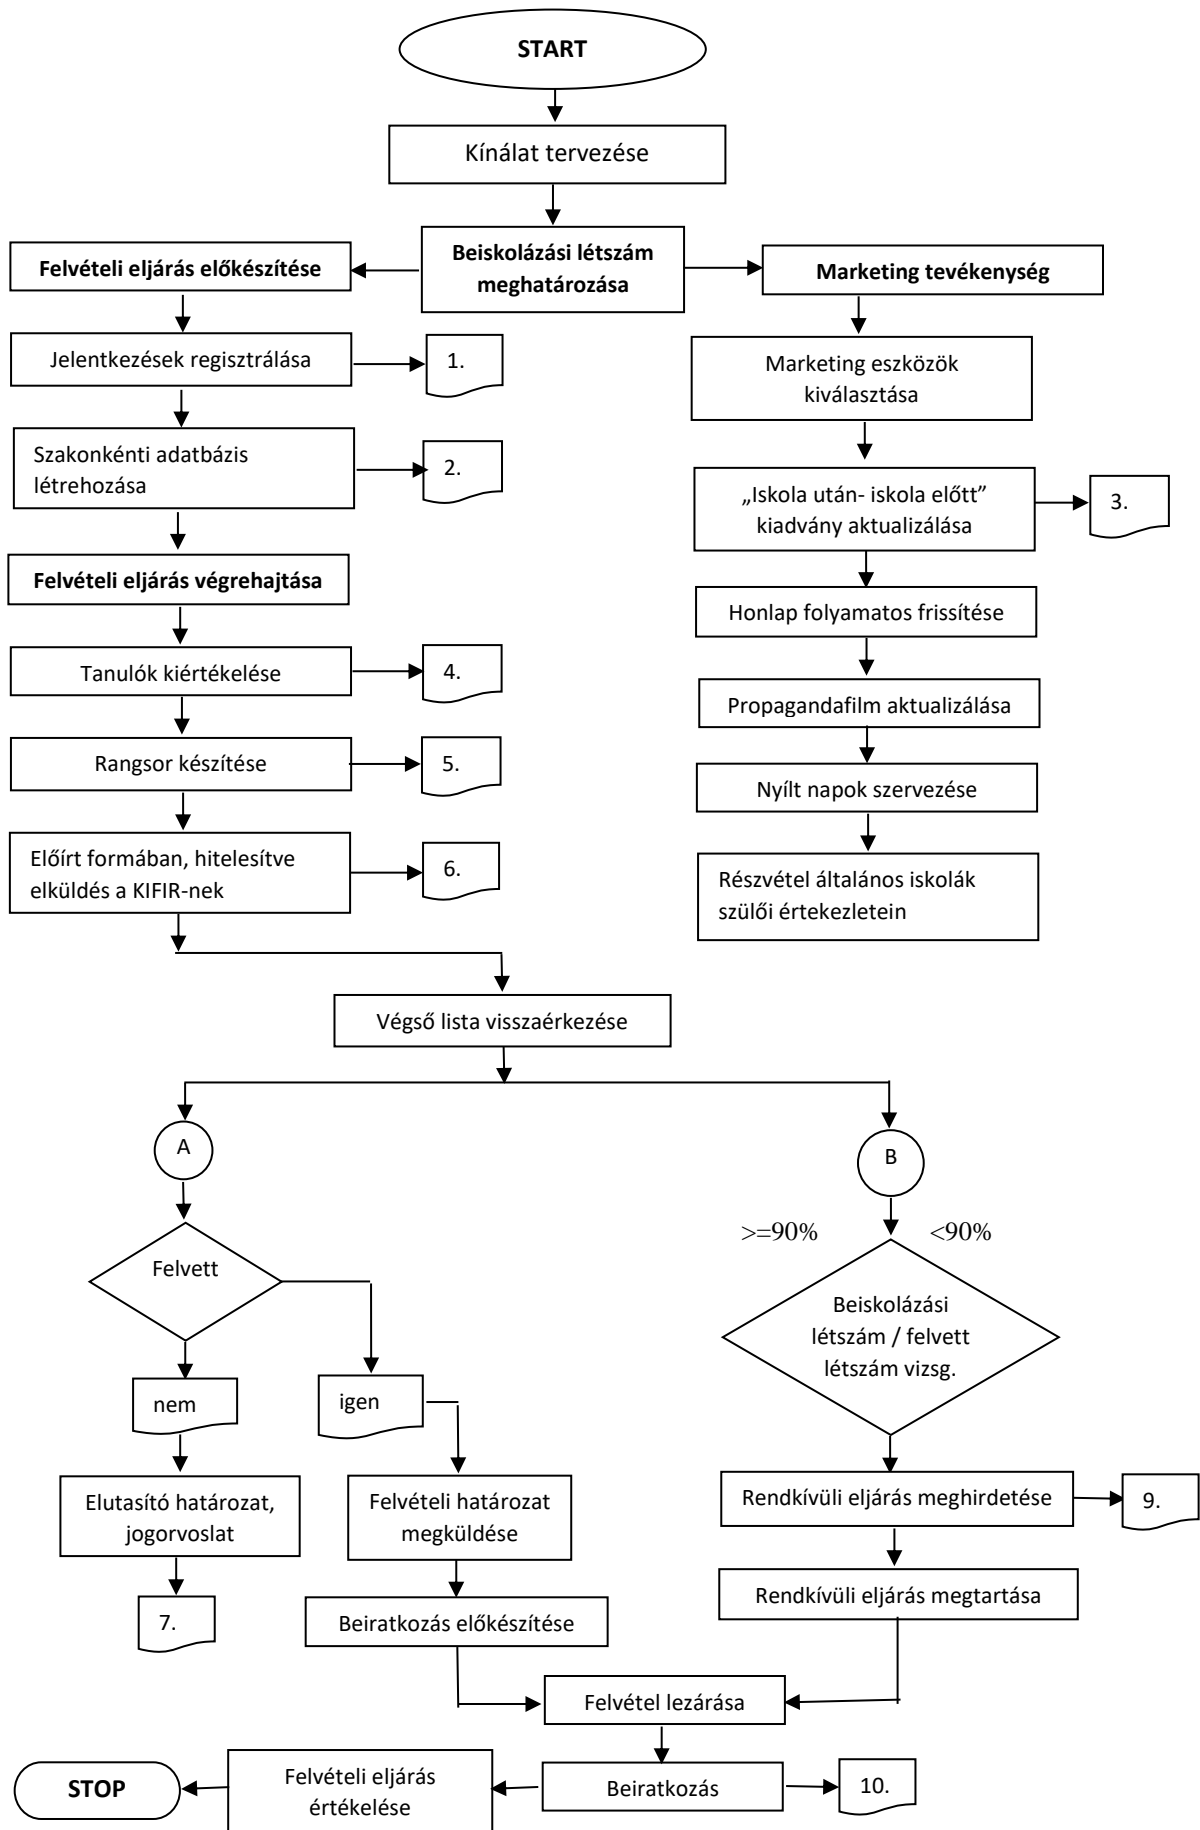 START
Kínálat tervezése
Beiskolázási létszám
meghatározása
Felvételi eljárás előkészítése
Marketing tevékenység
Jelentkezések regisztrálása
1.
Marketing eszközök
kiválasztása
Szakonkénti adatbázis
létrehozása
2.
„Iskola után- iskola előtt”
kiadvány aktualizálása
3.
Felvételi eljárás végrehajtása
Honlap folyamatos frissítése
Tanulók kiértékelése
4.
Propagandafilm aktualizálása
Rangsor készítése
5.
Nyílt napok szervezése
Előírt formában, hitelesítve
elküldés a KIFIR-nek
6.
Részvétel általános iskolák
szülői értekezletein
Végső lista visszaérkezése
A
B
>=90%
<90%
Felvett
Beiskolázási
létszám / felvett
létszám vizsg.
nem
igen
Elutasító határozat,
jogorvoslat
Felvételi határozat
megküldése
Rendkívüli eljárás meghirdetése
9.
7.
Beiratkozás előkészítése
Rendkívüli eljárás megtartása
Felvétel lezárása
STOP
Felvételi eljárás
értékelése
Beiratkozás
10.